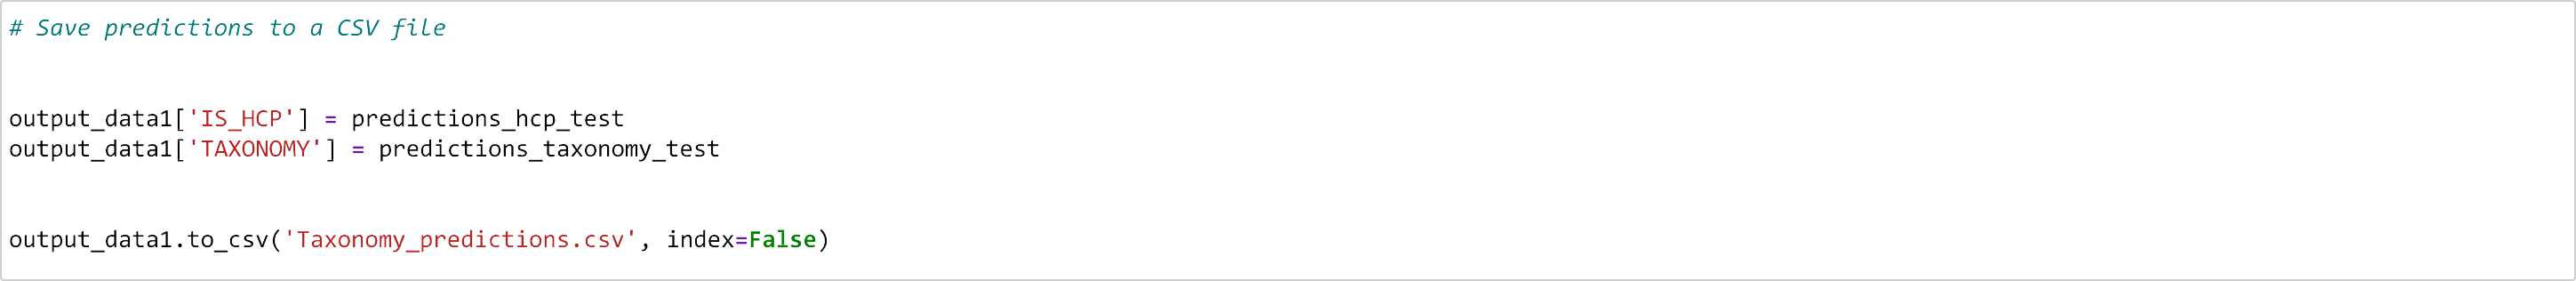 # Save predictions to a CSV file
output_data1['IS_HCP'] = predictions_hcp_test
output_data1['TAXONOMY'] = predictions_taxonomy_test
output_data1.to_csv('Taxonomy_predictions.csv', index=False)